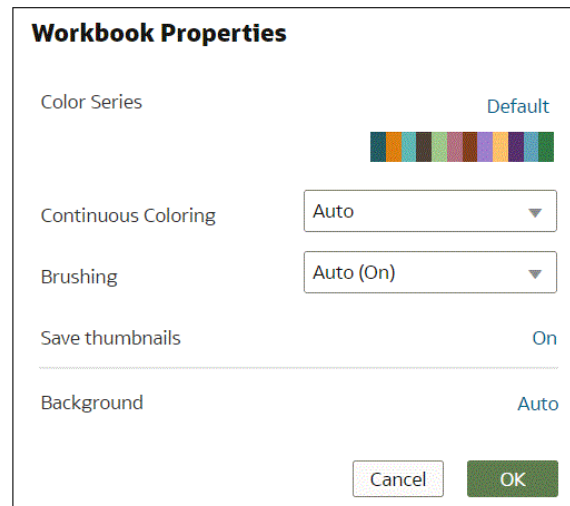 Workbook Properties
Color Series
Default
Continuous Coloring
Auto
Brushing
Auto (On)
Save thumbnails
On
Background
Auto
Cancel
OK